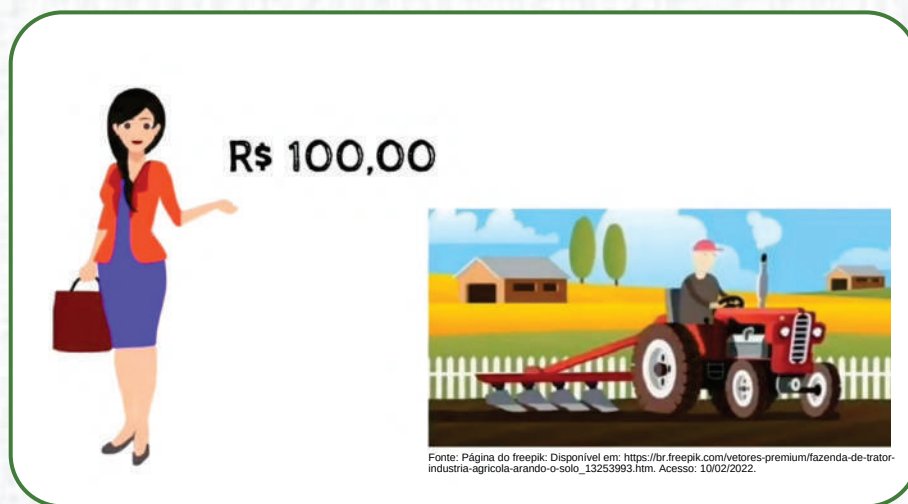 R$ 100,00
Fonte: Página do freepik: Disponível em: https://br.freepik.com/vetores-premium/fazenda-de-trator-
industria-agricola-arando-o-solo_13253993.htm. Acesso: 10/02/2022.